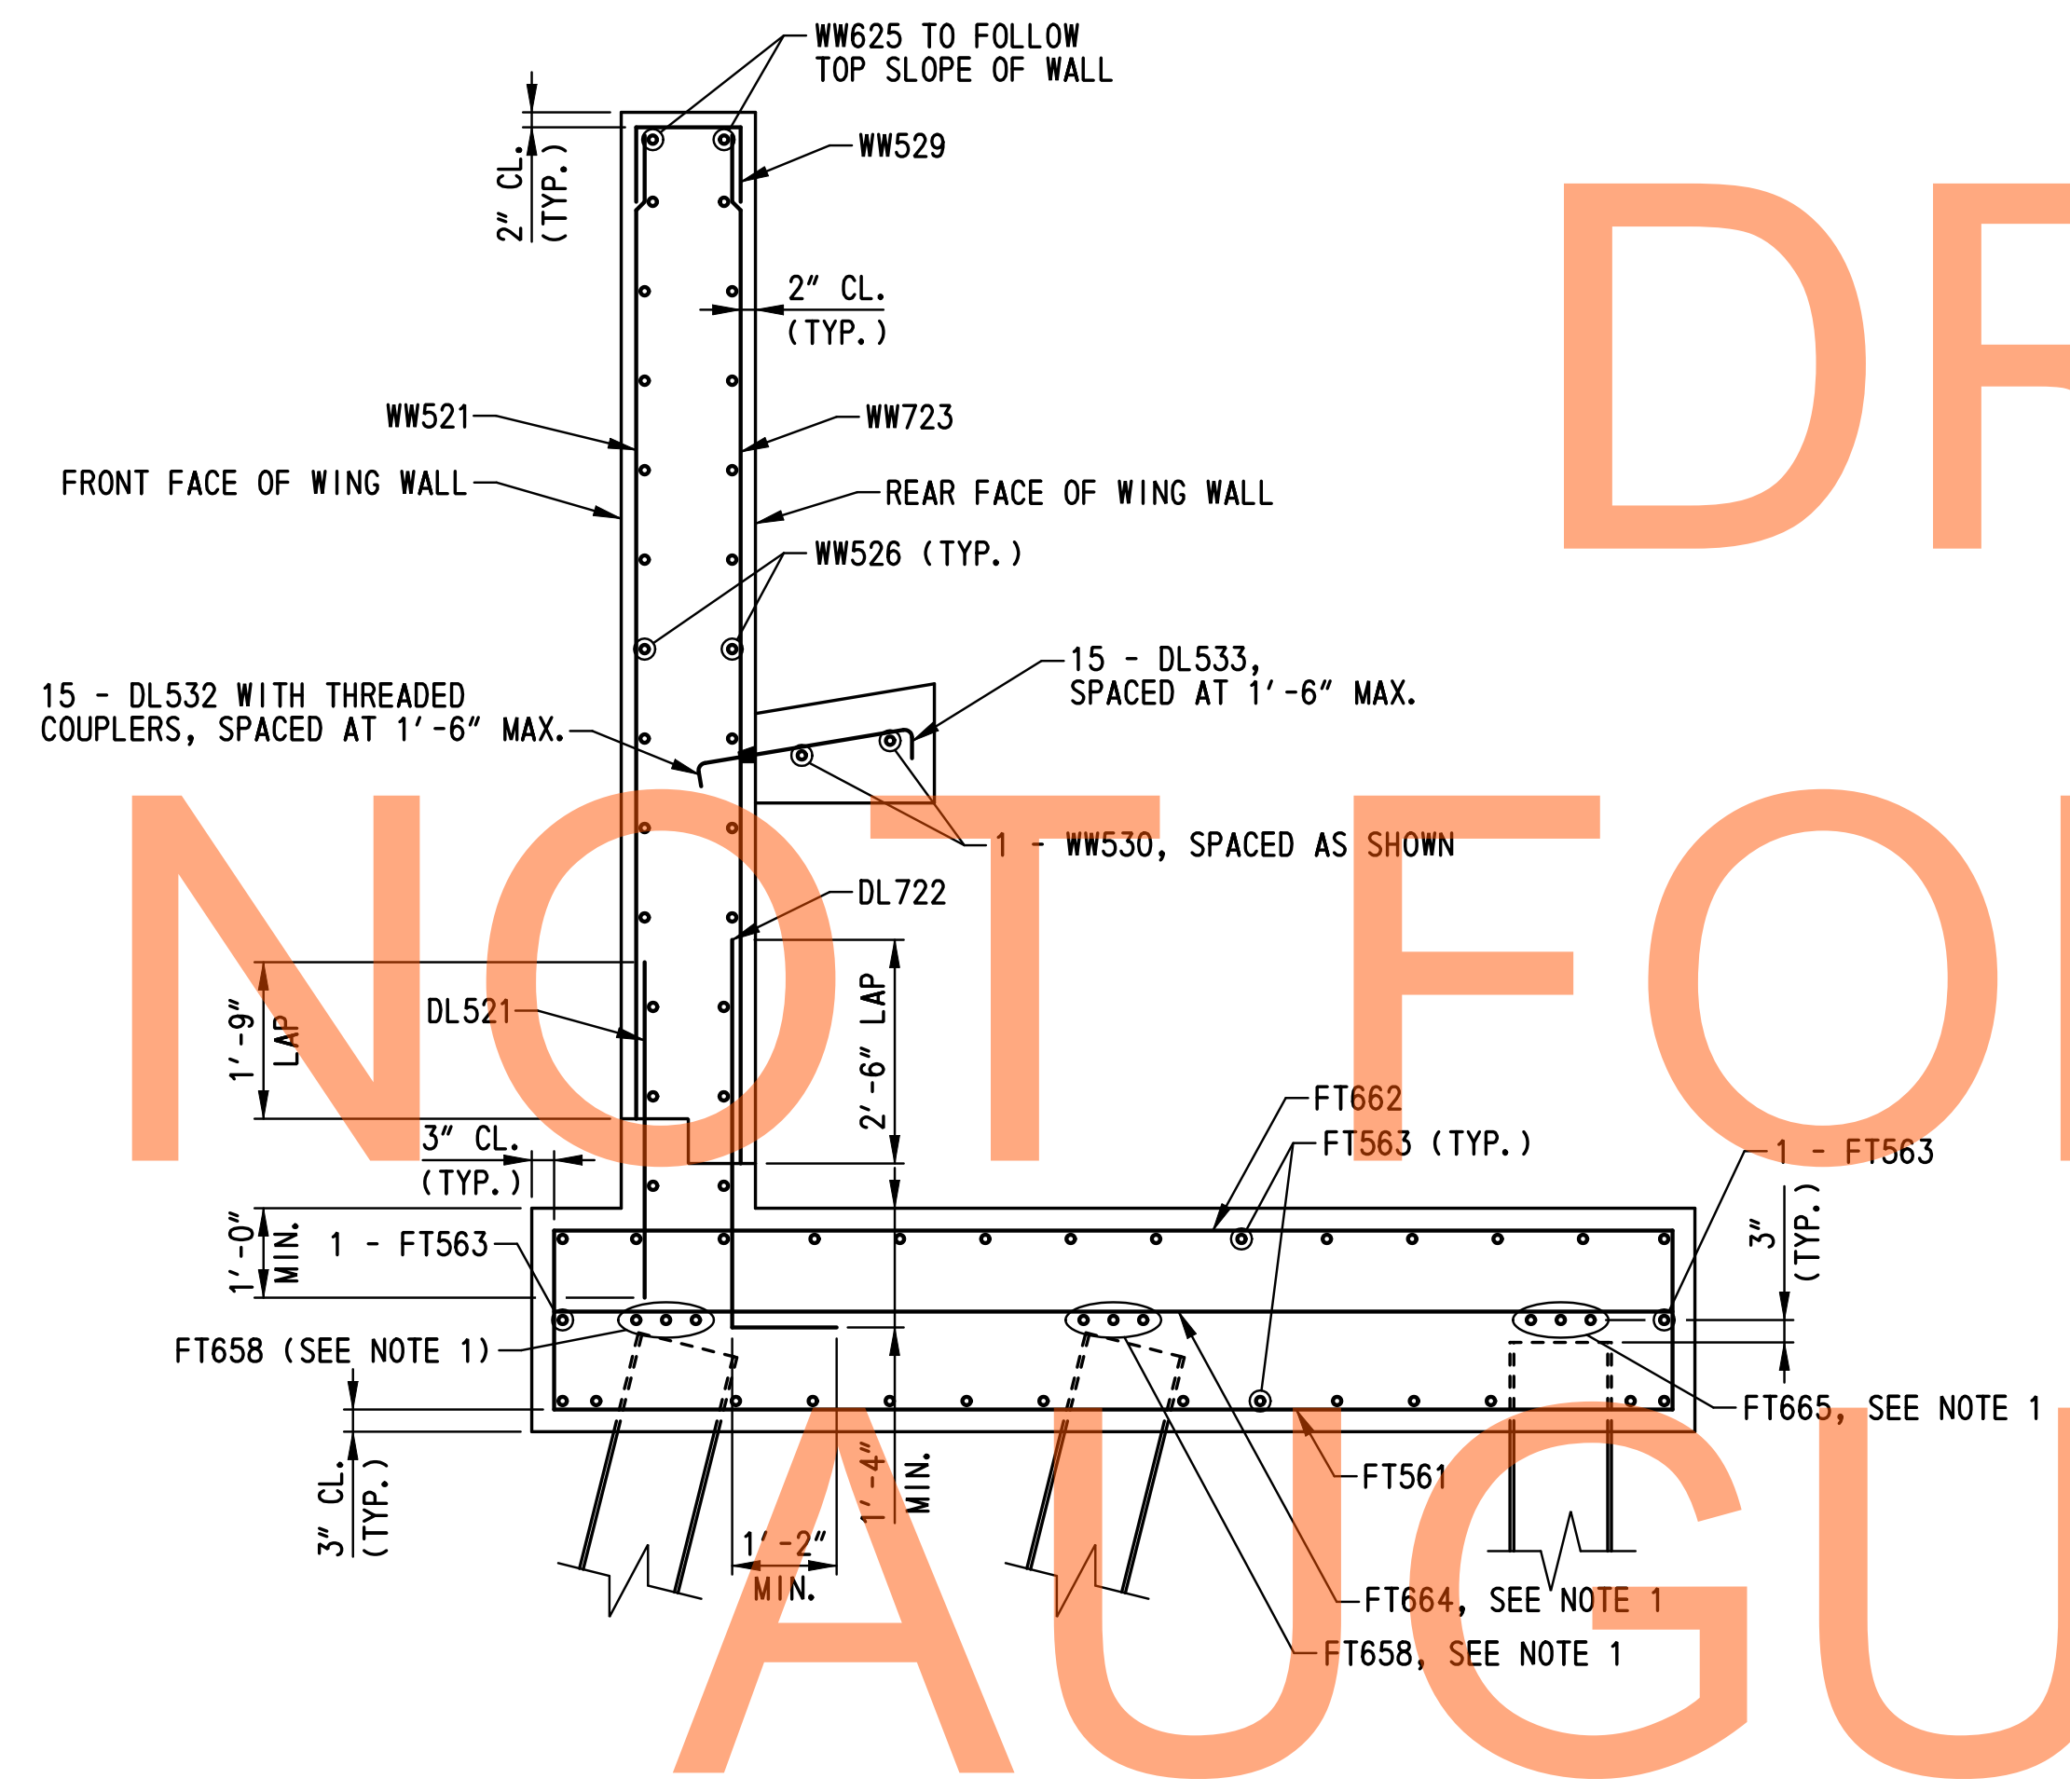 WW625 TO FOLLOW
TOP SLOPE OF WALL
WW529
2" CL.
(TYP.)
2" CL.
(TYP.)
WW521
WW723
FRONT FACE OF WING WALL
REAR FACE OF WING WALL
WW526 (TYP.)
15 - DL533,
SPACED AT 1'-6" MAX.
15 - DL532 WITH THREADED
COUPLERS, SPACED AT 1'-6" MAX.
1 - WW530, SPACED AS SHOWN
DL722
1'-9"
LAP
DL521
2'-6" LAP
FT662
FT563 (TYP.)
1 - FT563
3" CL.
(TYP.)
1'-0"
MIN.
1 - FT563
3"
(TYP.)
FT658 (SEE NOTE 1)
FT665, SEE NOTE 1
3" CL.
(TYP.)
1'-4"
MIN.
FT561
1'-2"
MIN.
FT664, SEE NOTE 1
FT658, SEE NOTE 1
NOT